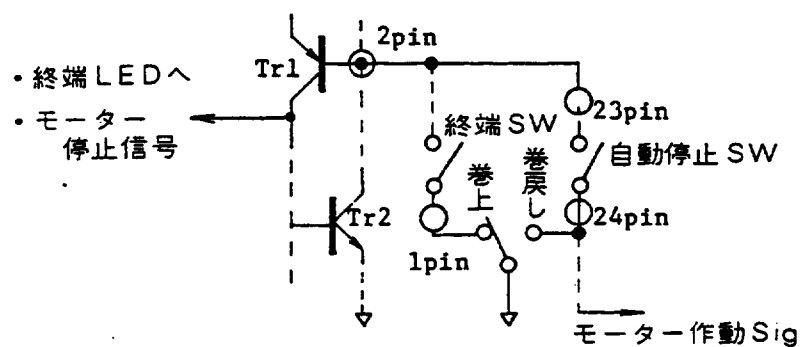 2pin
Tr1
・終端LEDへ
・モーター
停止信号
23pin
終端SW
自動停止SW
巻上
巻戻し
Tr2
24pin
1pin
モーター作動Sig